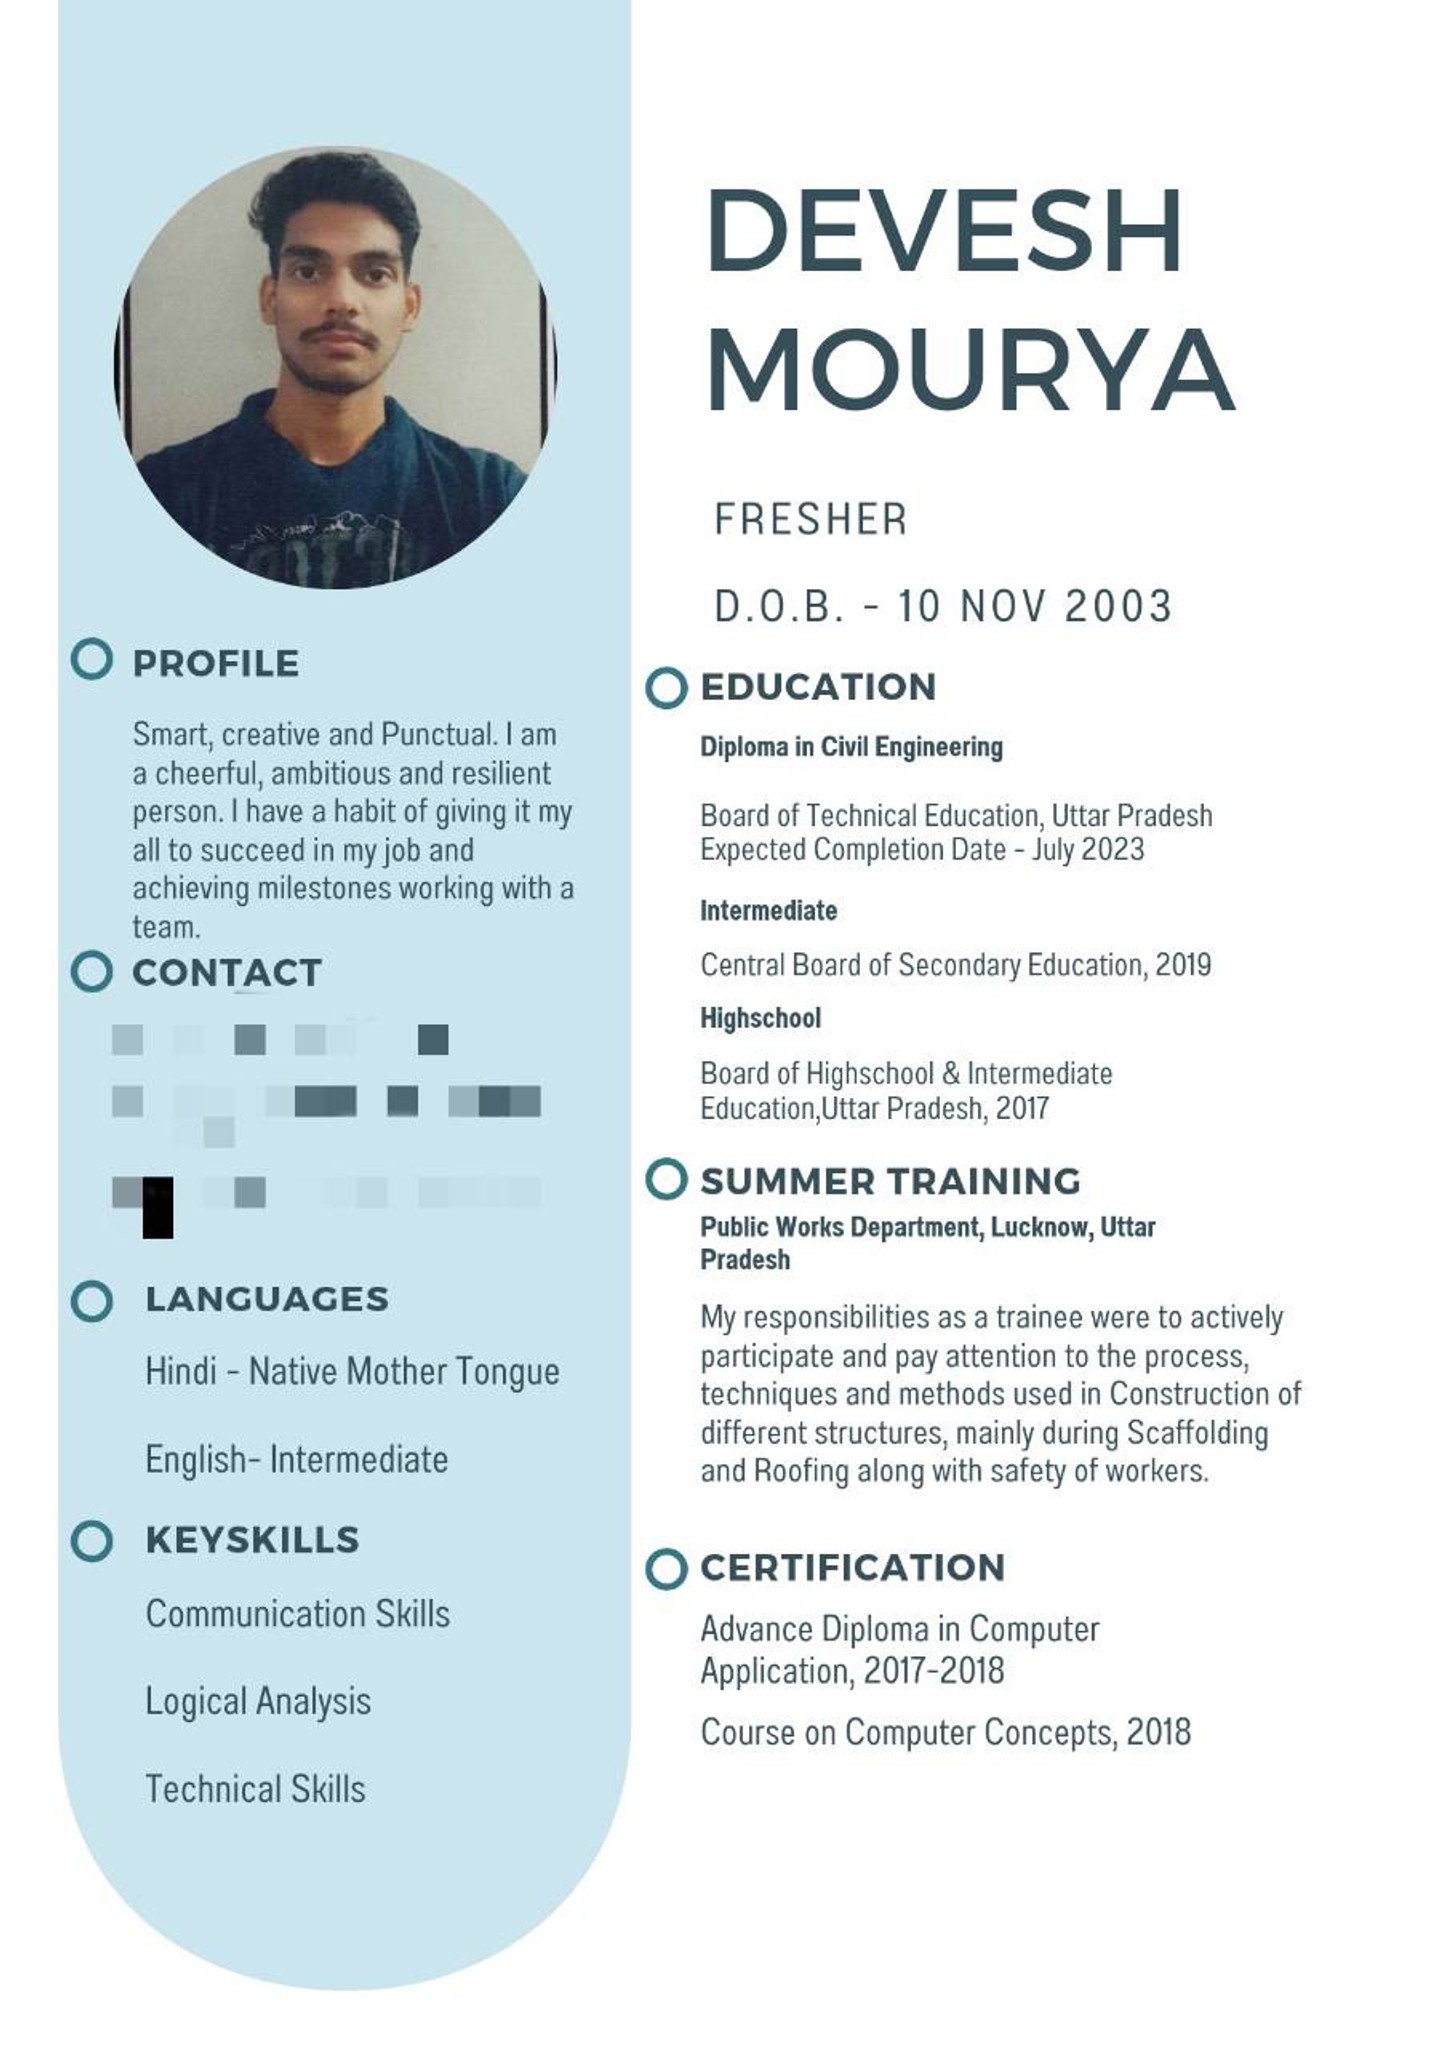 DEVESH
MOURYA
FRESHER
D.O.B. - 10 NOV 2003
PROFILE
Smart, creative and Punctual. I am
a cheerful, ambitious and resilient
person. I have a habit of giving it my
all to succeed in my job and
achieving milestones working with a
team.
CONTACT
LANGUAGES
Hindi - Native Mother Tongue
English- Intermediate
KEYSKILLS
Communication Skills
Logical Analysis
Technical Skills
EDUCATION
Diploma in Civil Engineering
Board of Technical Education, Uttar Pradesh
Expected Completion Date - July 2023
Intermediate
Central Board of Secondary Education, 2019
Highschool
Board of Highschool & Intermediate
Education,Uttar Pradesh, 2017
SUMMER TRAINING
Public Works Department, Lucknow, Uttar
Pradesh
My responsibilities as a trainee were to actively
participate and pay attention to the process,
techniques and methods used in Construction of
different structures, mainly during Scaffolding
and Roofing along with safety of workers.
CERTIFICATION
Advance Diploma in Computer
Application, 2017-2018
Course on Computer Concepts, 2018